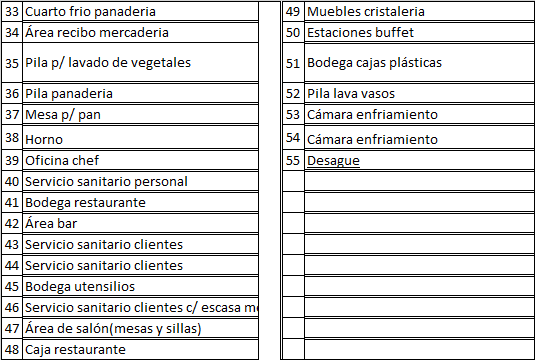 33 Cuarto frio panaderia
34 Área recibo mercaderia
35 Pila p/ lavado de vegetales
36 Pila panaderia
37 Mesa p/ pan
38 Horno
39 Oficina chef
40 Servicio sanitario personal
41 Bodega restaurante
42 Área bar
43 Servicio sanitario clientes
44 Servicio sanitario clientes
45 Bodega utensilios
46 Servicio sanitario clientes c/ escasa
47 Área de salón(mesas y sillas)
48 Caja restaurante
49 Muebles cristaleria
50 Estaciones buffet
51 Bodega cajas plásticas
52 Pila lava vasos
53 Cámara enfriamiento
54 Cámara enfriamiento
55 Desague